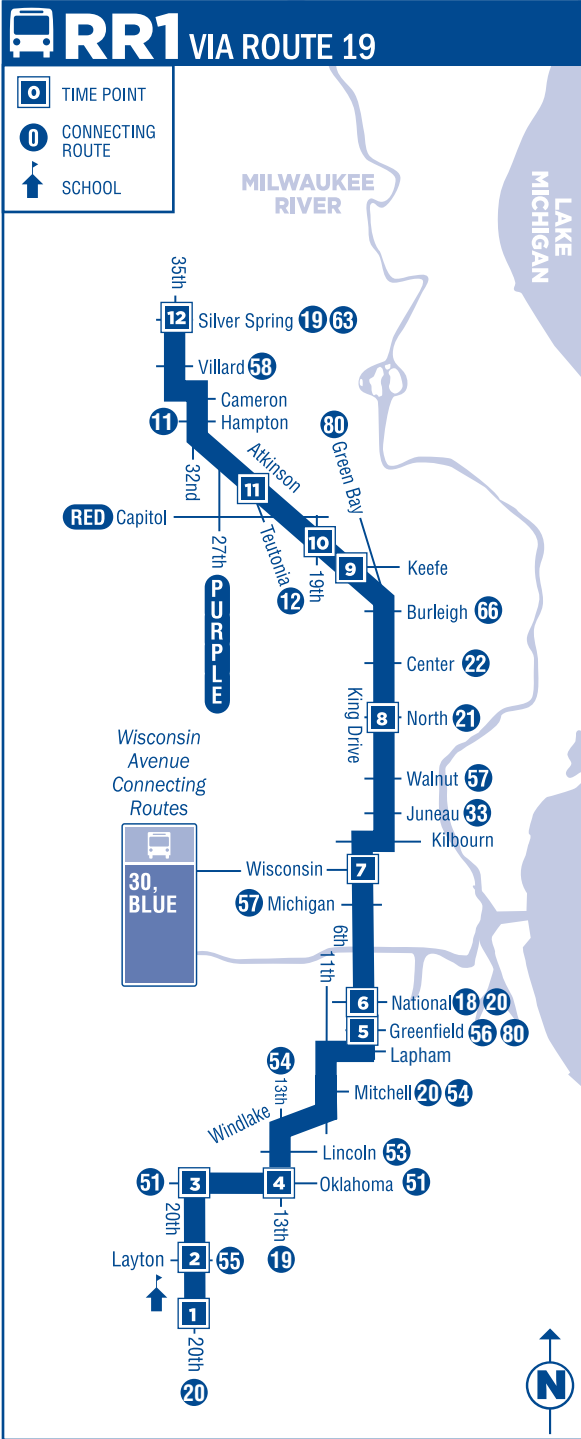 RR1 VIA ROUTE 19
0 TIME POINT
0 CONNECTING
ROUTE
SCHOOL
MILWAUKEE
RIVER
LAKE
MICHIGAN
35th
12 Silver Spring 19 63
Villard 58
Cameron
11 Hampton
80
Green Bay
Atkinson
32nd
11
RED Capitol
27th
PURPLE
Teutonia
12
10
19th
9 Keefe
Burleigh 66
Center 22
King Drive
8 North 21
Wisconsin
Avenue
Connecting
Routes
30,
BLUE
Walnut 57
Juneau 33
Kilbourn
Wisconsin 7
57 Michigan
6th
11th
6 National 18 20
5 Greenfield 56 80
Lapham
54
13th
Mitchell 20 54
Windlake
Lincoln 53
51 3
4 Oklahoma 51
20th
13th
19
Layton 2 55
1
20th
20
N